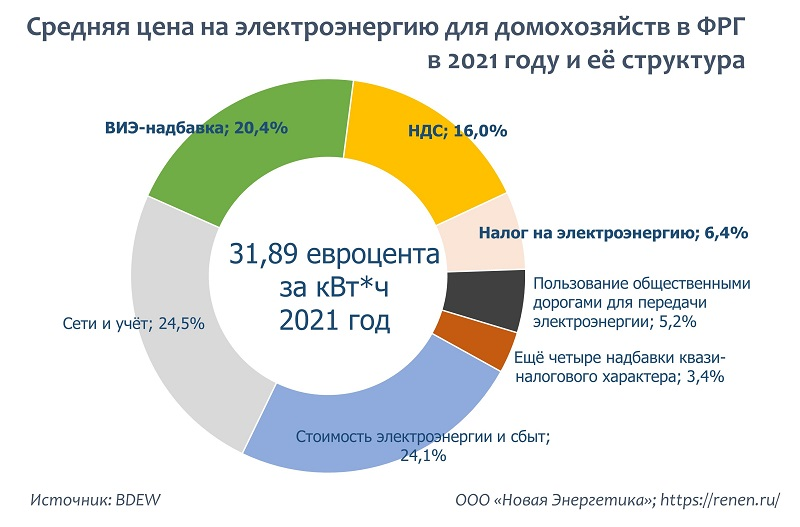 Средняя цена на электроэнергию для домохозяйств в ФРГ
в 2021 году и её структура
ВИЭ-надбавка; 20,4%
НДС; 16,0%
Налог на электроэнергию; 6,4%
31,89 евроцента
за кВт*ч
2021 год
Пользование общественными
дорогами для передачи
электроэнергии; 5,2%
Сети и учёт; 24,5%
Ещё четыре надбавки квази-
налогового характера; 3,4%
Стоимость электроэнергии и сбыт;
24,1%
Источник: BDEW
ООО «Новая Энергетика»; https://renen.ru/